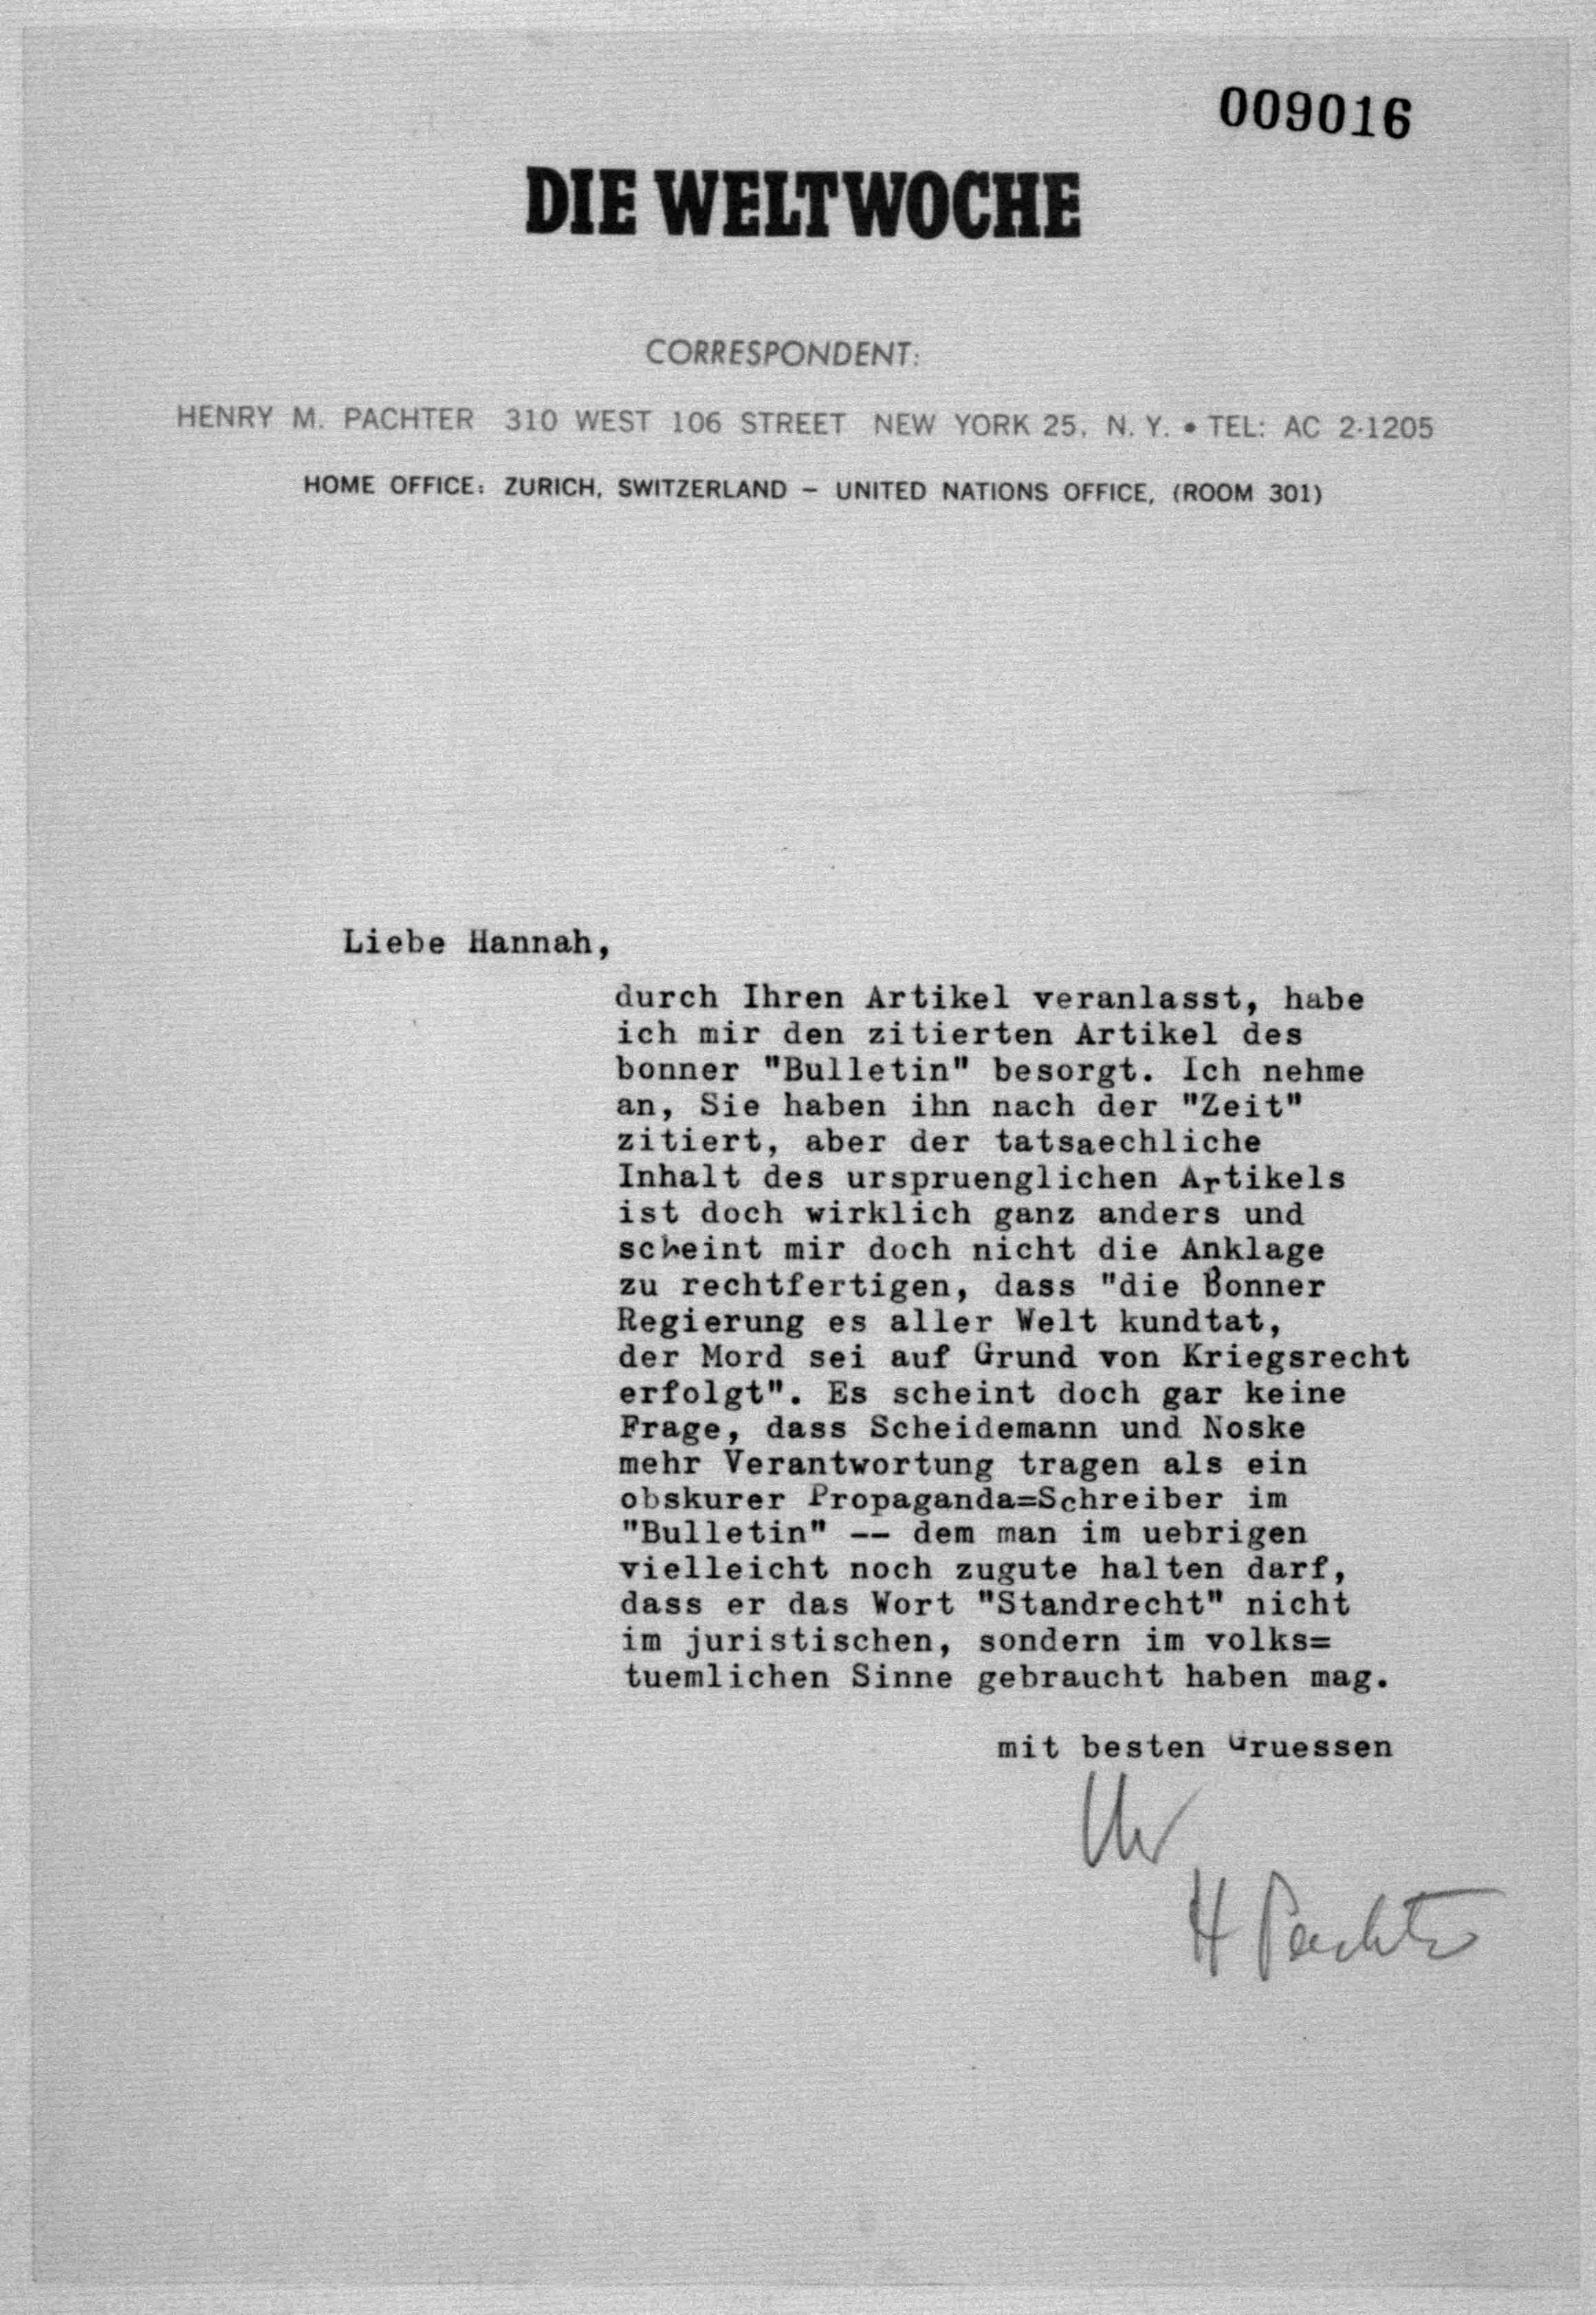 009016
DIE WELTWOCHE
CORRESPONDENT:
HENRY M. PACHTER 310 WEST 106 STREET NEW YORK 25, N. Y. • TEL: AC 2-1205
HOME OFFICE: ZURICH, SWITZERLAND – UNITED NATIONS OFFICE, (ROOM 301)
Liebe Hannah,
durch Ihren Artikel veranlasst, habe
ich mir den zitierten Artikel des
bonner "Bulletin" besorgt. Ich nehme
an, Sie haben ihn nach der "Zeit"
zitiert, aber der tatsaechliche
Inhalt des urspruenglichen Artikels
ist doch wirklich ganz anders und
scheint mir doch nicht die Anklage
zu rechtfertigen, dass "die Bonner
Regierung es aller Welt kundtat,
der Mord sei auf Grund von Kriegsrecht
erfolgt". Es scheint doch gar keine
Frage, dass Scheidemann und Noske
mehr Verantwortung tragen als ein
obskurer Propaganda=Schreiber im
"Bulletin" -- dem man im uebrigen
vielleicht noch zugute halten darf,
dass er das Wort "Standrecht" nicht
im juristischen, sondern im volks=
tuemlichen Sinne gebraucht haben mag.
mit besten Gruessen
Ihr
H Pachter